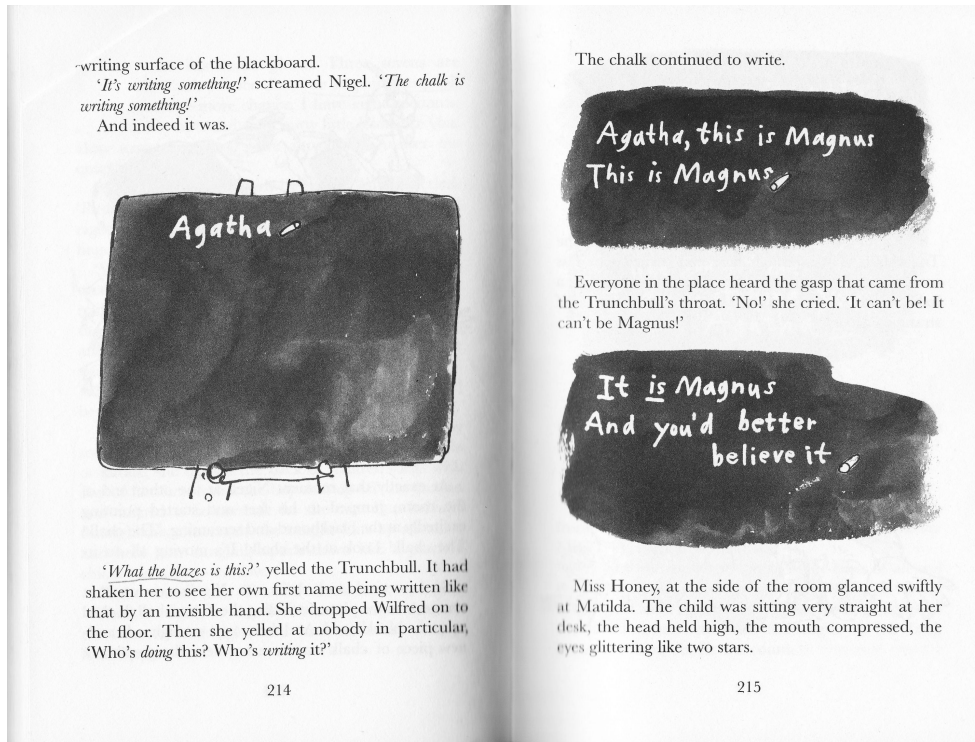 writing surface of the blackboard.
‘It's writing something!’ screamed Nigel. ‘The chalk is
writing something!’
And indeed it was.
Agatha
‘What the blazes is this?’ yelled the Trunchbull. It had
shaken her to see her own first name being written like
that by an invisible hand. She dropped Wilfred on to
the floor. Then she yelled at nobody in particular,
‘Who's doing this? Who's writing it?’
214
The chalk continued to write.
Agatha, this is Magnus
This is Magnus
Everyone in the place heard the gasp that came from
the Trunchbull's throat. ‘No!’ she cried. ‘It can't be! It
can't be Magnus!’
It is Magnus
And you'd better
believe it
Miss Honey, at the side of the room glanced swiftly
at Matilda. The child was sitting very straight at her
desk, the head held high, the mouth compressed, the
eyes glittering like two stars.
215